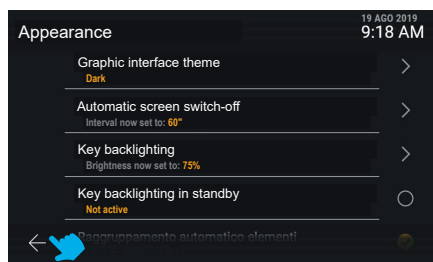 19 AGO 2019
Appearance
9:18 AM
Graphic interface theme
Dark
Automatic screen switch-off
Interval now set to: 60"
Key backlighting
Brightness now set to: 75%
Key backlighting in standby
Not active
Raggruppamento automatico elementi